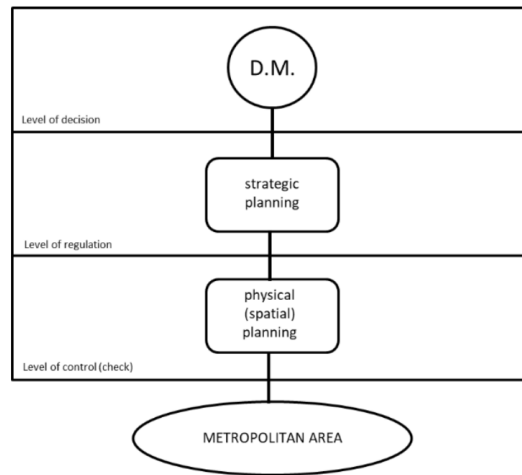 D.M.
Level of decision
strategic
planning
Level of regulation
physical
(spatial)
planning
Level of control (check)
METROPOLITAN AREA